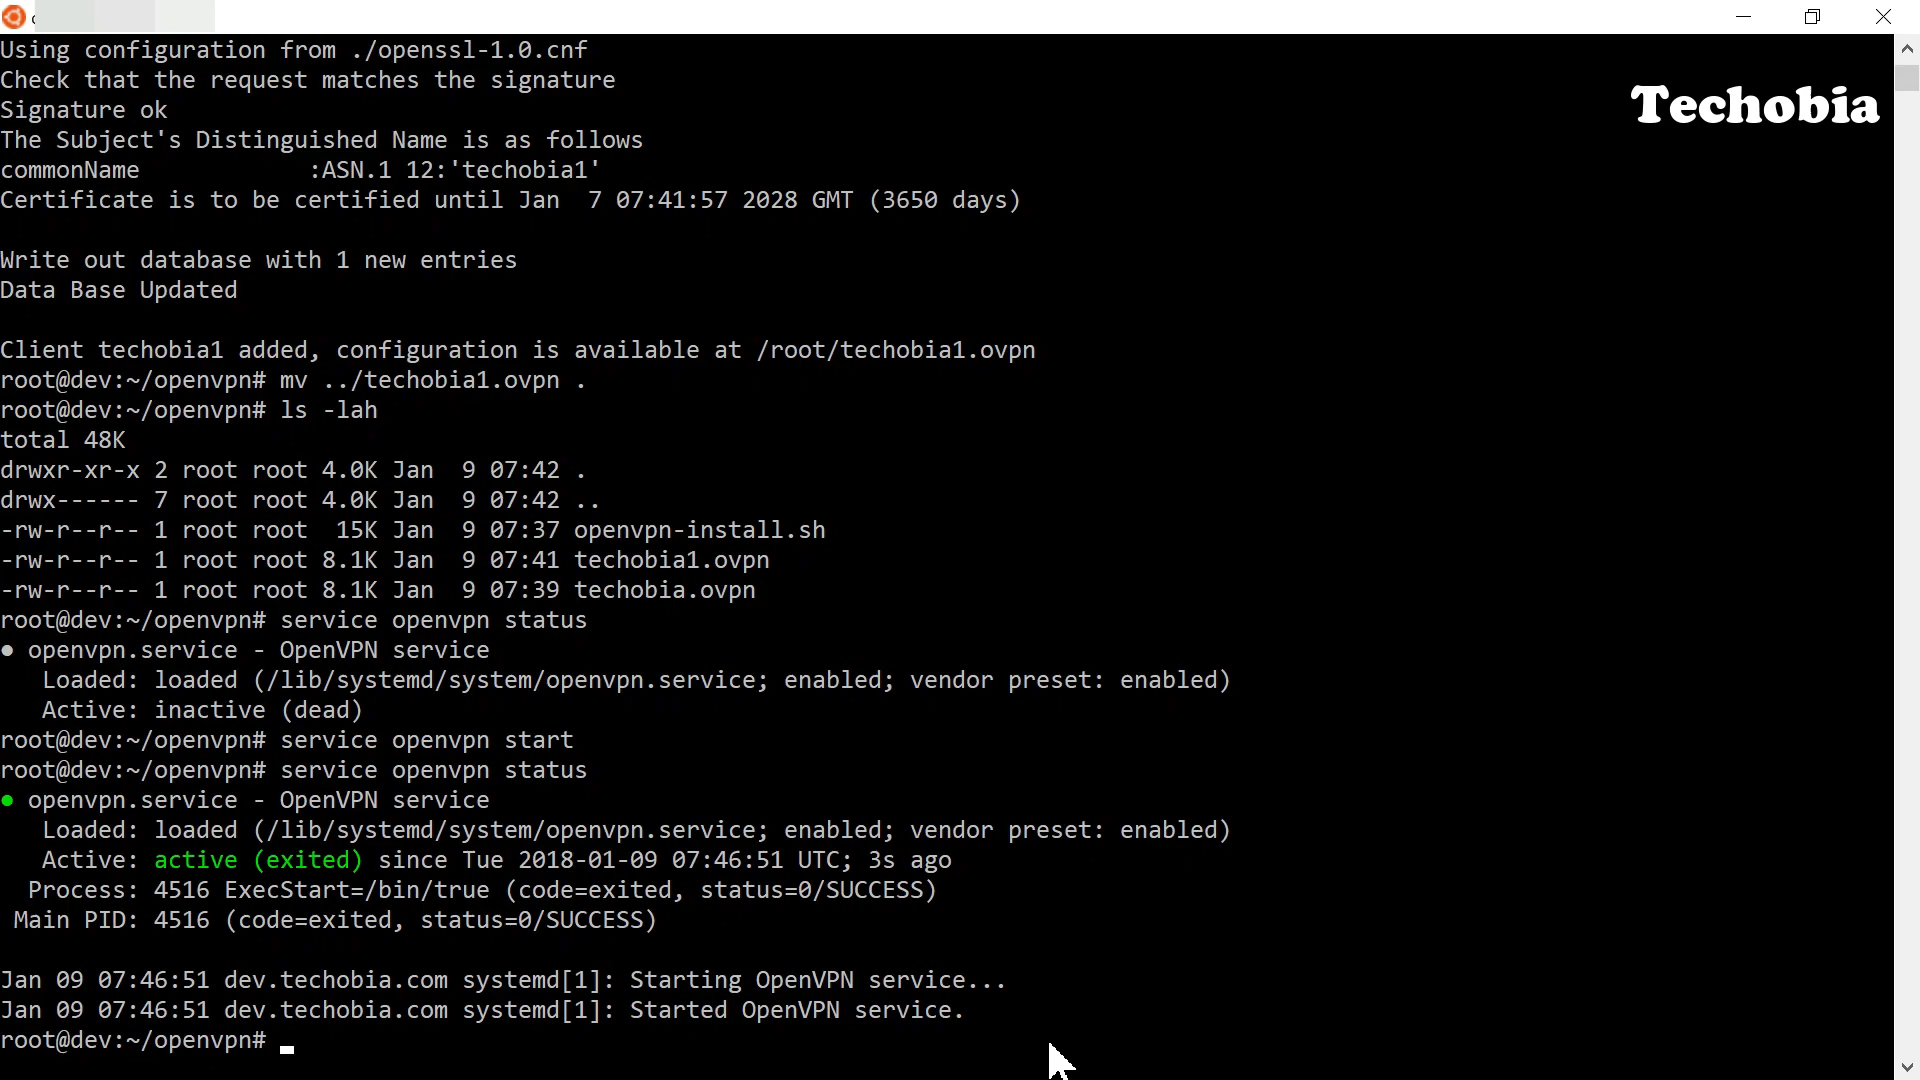 Using configuration from ./openssl-1.0.cnf
Check that the request matches the signature
Signature ok
The Subject's Distinguished Name is as follows
commonName            :ASN.1 12:'techobia1'
Certificate is to be certified until Jan  7 07:41:57 2028 GMT (3650 days)
Write out database with 1 new entries
Data Base Updated
Client techobia1 added, configuration is available at /root/techobia1.ovpn
root@dev:~/openvpn# mv ../techobia1.ovpn .
root@dev:~/openvpn# ls -lah
total 48K
drwxr-xr-x 2 root root 4.0K Jan  9 07:42 .
drwx------ 7 root root 4.0K Jan  9 07:42 ..
-rw-r--r-- 1 root root  15K Jan  9 07:37 openvpn-install.sh
-rw-r--r-- 1 root root 8.1K Jan  9 07:41 techobia1.ovpn
-rw-r--r-- 1 root root 8.1K Jan  9 07:39 techobia.ovpn
root@dev:~/openvpn# service openvpn status
● openvpn.service - OpenVPN service
   Loaded: loaded (/lib/systemd/system/openvpn.service; enabled; vendor preset: enabled)
   Active: inactive (dead)
root@dev:~/openvpn# service openvpn start
root@dev:~/openvpn# service openvpn status
● openvpn.service - OpenVPN service
   Loaded: loaded (/lib/systemd/system/openvpn.service; enabled; vendor preset: enabled)
   Active: active (exited) since Tue 2018-01-09 07:46:51 UTC; 3s ago
  Process: 4516 ExecStart=/bin/true (code=exited, status=0/SUCCESS)
 Main PID: 4516 (code=exited, status=0/SUCCESS)
Jan 09 07:46:51 dev.techobia.com systemd[1]: Starting OpenVPN service...
Jan 09 07:46:51 dev.techobia.com systemd[1]: Started OpenVPN service.
root@dev:~/openvpn#
Techobia